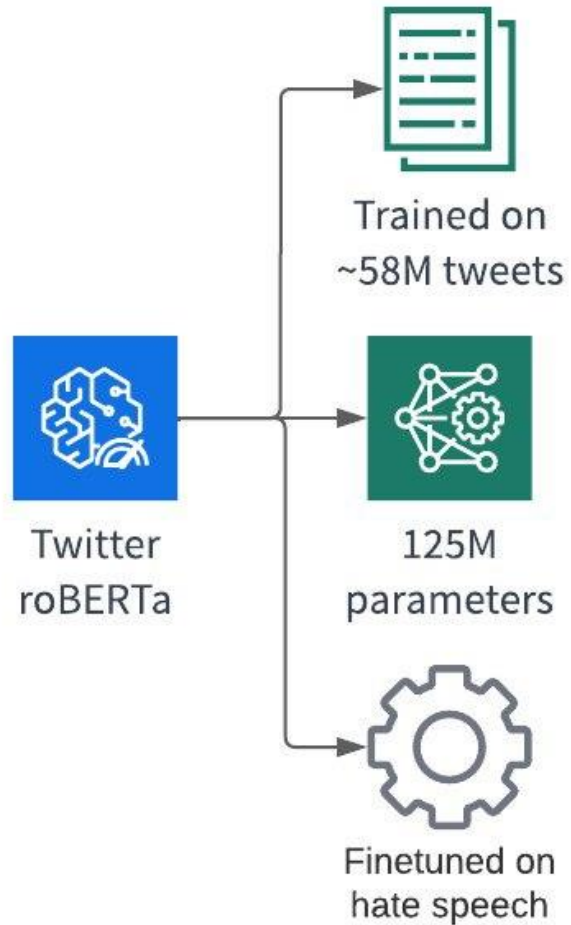 Trained on
~58M tweets
Twitter
roBERTa
125M
parameters
Finetuned on
hate speech